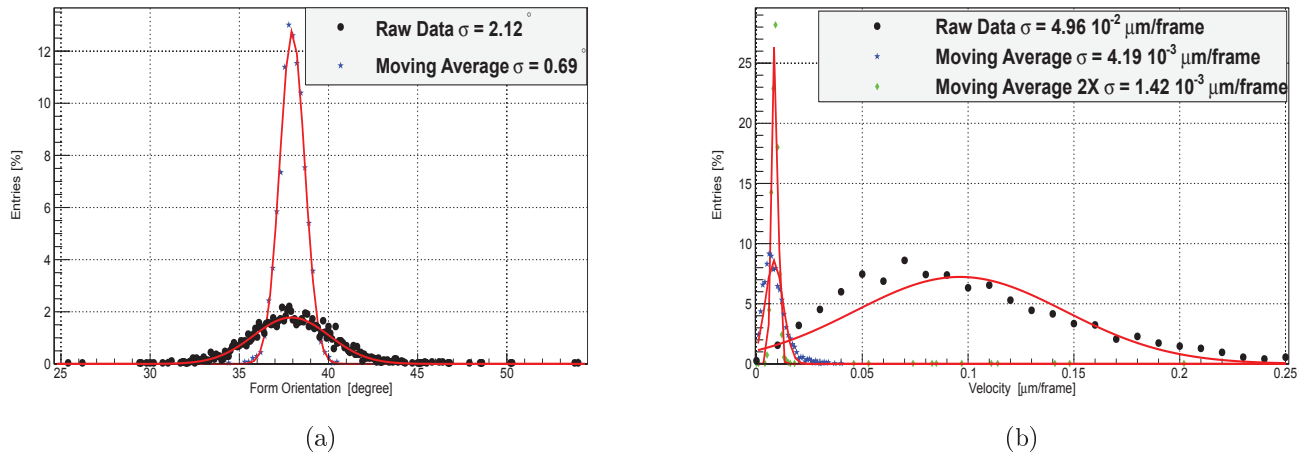 Raw Data σ = 2.12°
Moving Average σ = 0.69°
12
10
8
6
4
2
0
Entries [%]
25 30 35 40 45 50
Form Orientation [degree]
(a)
Raw Data σ = 4.96 10⁻² μm/frame
Moving Average σ = 4.19 10⁻³ μm/frame
Moving Average 2X σ = 1.42 10⁻³ μm/frame
25
20
15
10
5
0
Entries [%]
0 0.05 0.1 0.15 0.2 0.25
Velocity [μm/frame]
(b)